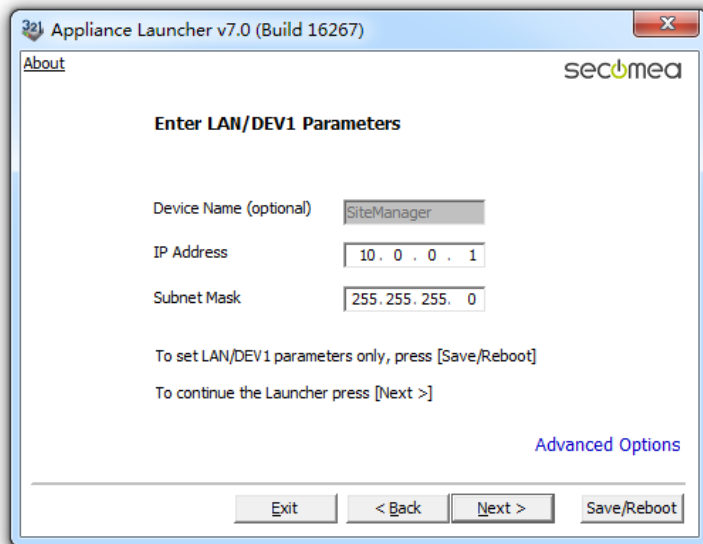 Appliance Launcher v7.0 (Build 16267)
About
secomea
Enter LAN/DEV1 Parameters
Device Name (optional) SiteManager
IP Address 10 . 0 . 0 . 1
Subnet Mask 255 . 255 . 255 . 0
To set LAN/DEV1 parameters only, press [Save/Reboot]
To continue the Launcher press [Next >]
Advanced Options
Exit < Back Next > Save/Reboot